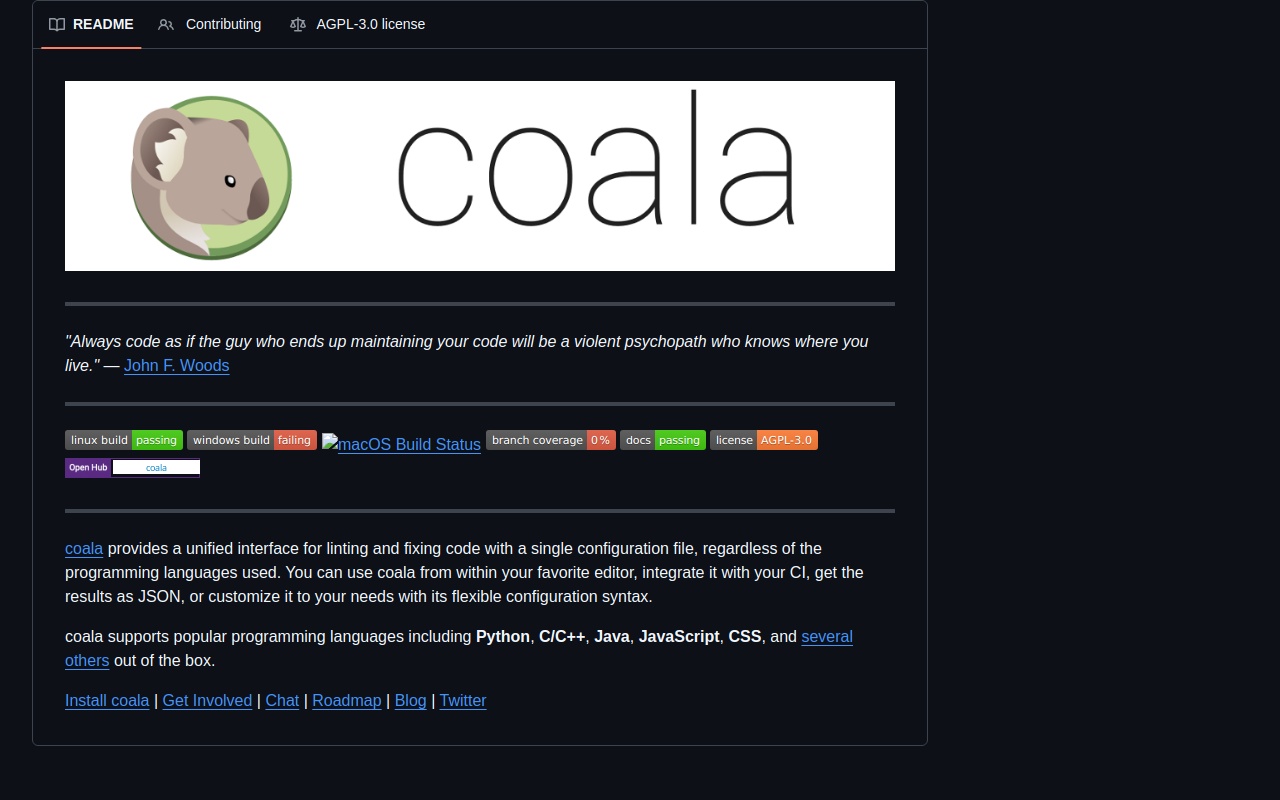 README Contributing AGPL-3.0 license
coala
"Always code as if the guy who ends up maintaining your code will be a violent psychopath who knows where you
live." — John F. Woods
linux build passing windows build failing macOS Build Status branch coverage 0% docs passing license AGPL-3.0
Open Hub coala
coala provides a unified interface for linting and fixing code with a single configuration file, regardless of the
programming languages used. You can use coala from within your favorite editor, integrate it with your CI, get the
results as JSON, or customize it to your needs with its flexible configuration syntax.
coala supports popular programming languages including Python, C/C++, Java, JavaScript, CSS, and several
others out of the box.
Install coala | Get Involved | Chat | Roadmap | Blog | Twitter